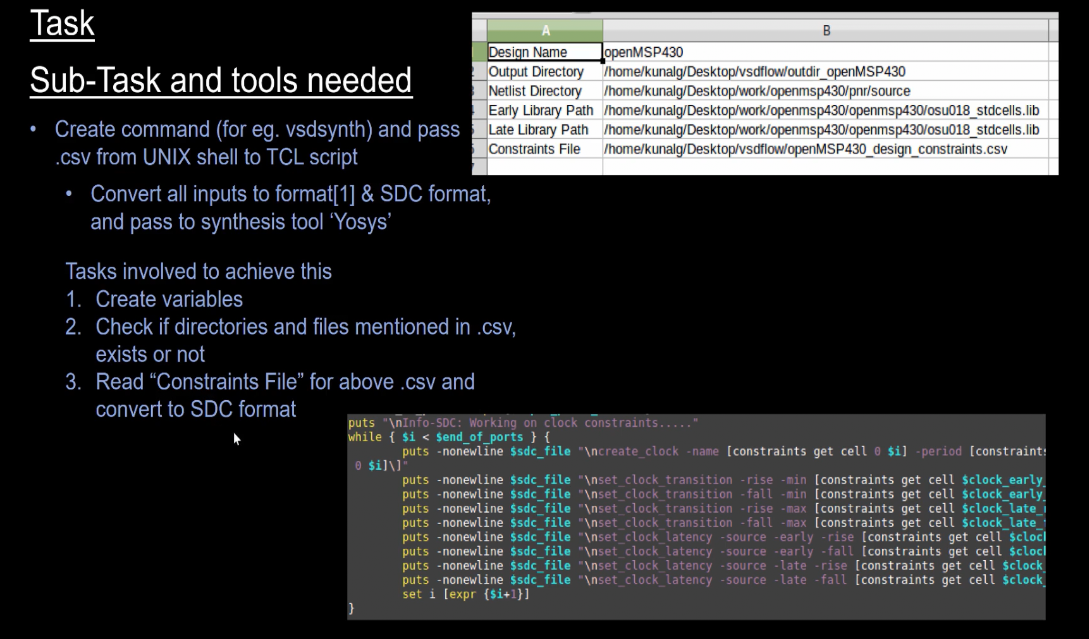 Task
Sub-Task and tools needed
• Create command (for eg. vsdsynth) and pass
.csv from UNIX shell to TCL script
• Convert all inputs to format[1] & SDC format,
and pass to synthesis tool ‘Yosys’
Tasks involved to achieve this
1. Create variables
2. Check if directories and files mentioned in .csv,
exists or not
3. Read “Constraints File” for above .csv and
convert to SDC format
A B
Design Name openMSP430
Output Directory /home/kunalg/Desktop/vsdflow/outdir_openMSP430
Netlist Directory /home/kunalg/Desktop/work/openmsp430/pnr/source
Early Library Path /home/kunalg/Desktop/work/openmsp430/openmsp430/osu018_stdcells.lib
Late Library Path /home/kunalg/Desktop/work/openmsp430/openmsp430/osu018_stdcells.lib
Constraints File /home/kunalg/Desktop/vsdflow/openMSP430_design_constraints.csv
puts "\nInfo-SDC: Working on clock constraints....."
while { $i < $end_of_ports } {
puts -nonewline $sdc_file "\ncreate_clock -name [constraints get cell 0 $i] -period [constraints
0 $i]\]"
puts -nonewline $sdc_file "\nset_clock_transition -rise -min [constraints get cell $clock_early_
puts -nonewline $sdc_file "\nset_clock_transition -fall -min [constraints get cell $clock_early_
puts -nonewline $sdc_file "\nset_clock_transition -rise -max [constraints get cell $clock_late_
puts -nonewline $sdc_file "\nset_clock_transition -fall -max [constraints get cell $clock_late_
puts -nonewline $sdc_file "\nset_clock_latency -source -early -rise [constraints get cell $clock
puts -nonewline $sdc_file "\nset_clock_latency -source -early -fall [constraints get cell $clock
puts -nonewline $sdc_file "\nset_clock_latency -source -late -rise [constraints get cell $clock
puts -nonewline $sdc_file "\nset_clock_latency -source -late -fall [constraints get cell $clock_
set i [expr {$i+1}]
}